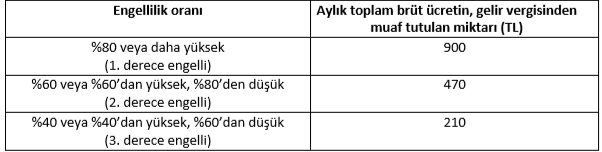 Engellilik oranı
Aylık toplam brüt ücretin, gelir vergisinden
muaf tutulan miktarı (TL)
%80 veya daha yüksek
(1. derece engelli)
900
%60 veya %60’dan yüksek, %80’den düşük
(2. derece engelli)
470
%40 veya %40’dan yüksek, %60’dan düşük
(3. derece engelli)
210